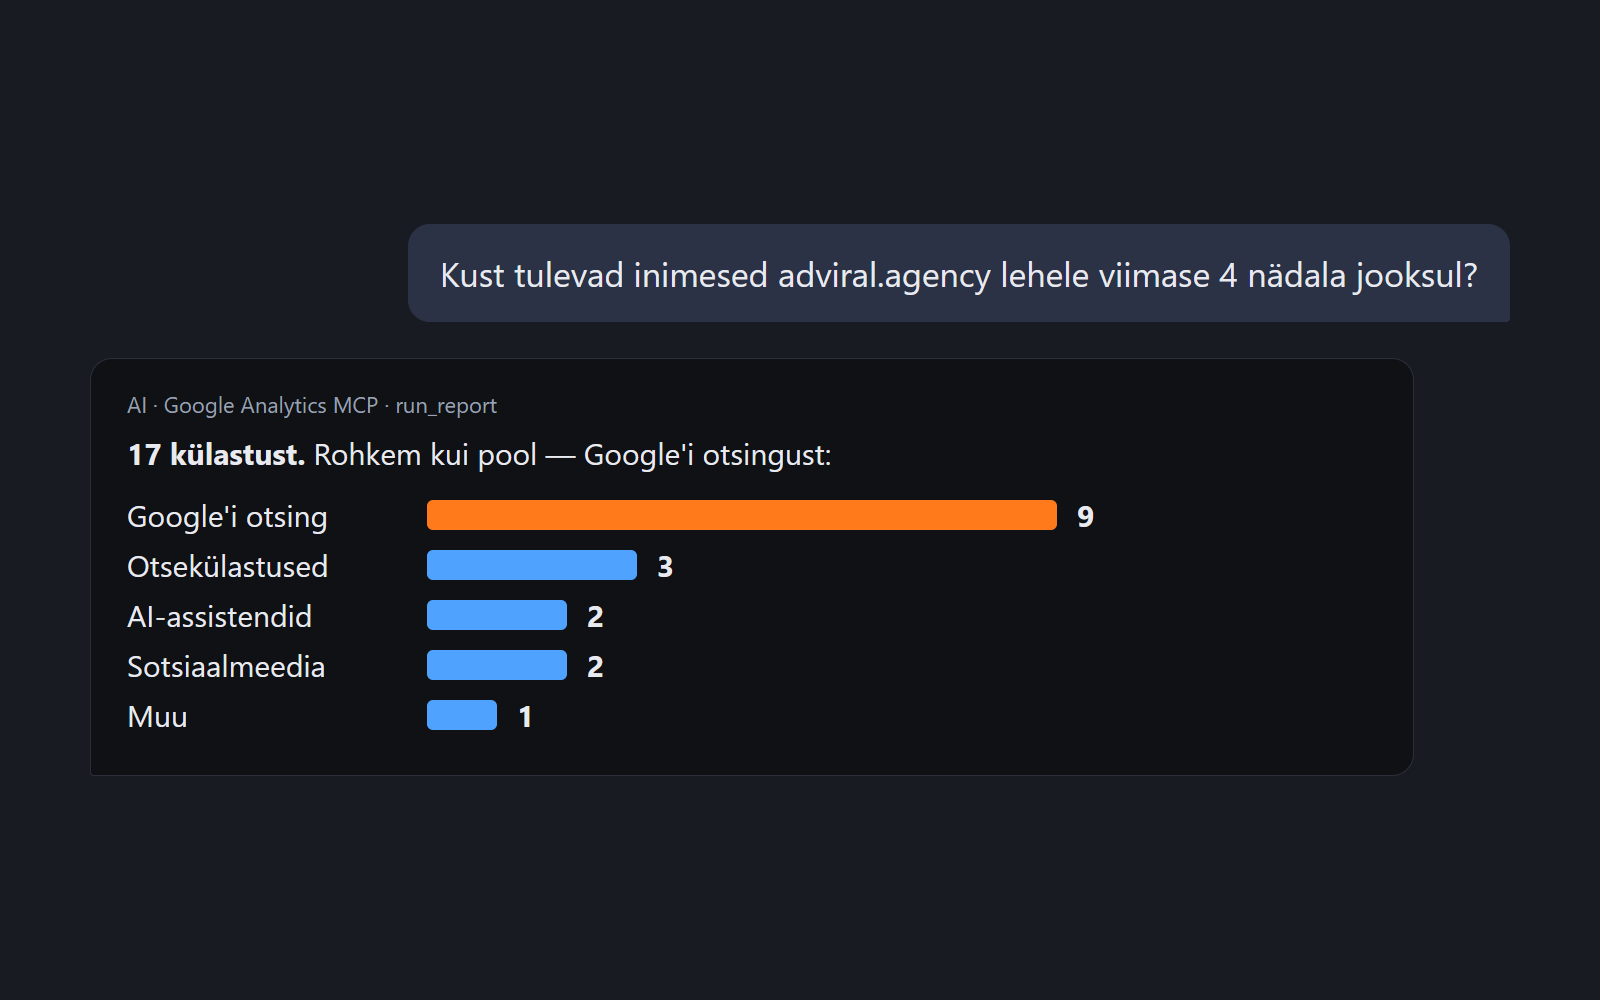 Kust tulevad inimesed adviral.agency lehele viimase 4 nädala jooksul?
AI · Google Analytics MCP · run_report
17 külastust. Rohkem kui pool — Google'i otsingust:
Google'i otsing 9
Otsekülastused 3
AI-assistendid 2
Sotsiaalmeedia 2
Muu 1